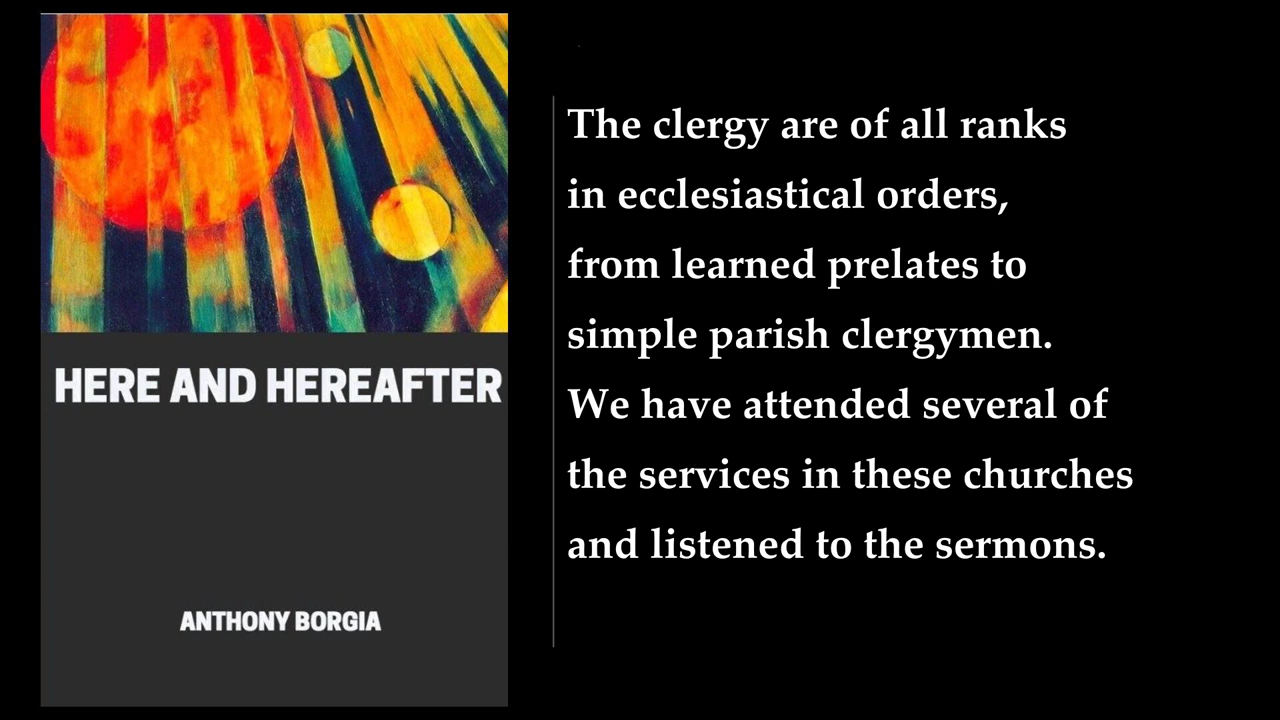 HERE AND HEREAFTER
ANTHONY BORGIA
The clergy are of all ranks
in ecclesiastical orders,
from learned prelates to
simple parish clergymen.
We have attended several of
the services in these churches
and listened to the sermons.